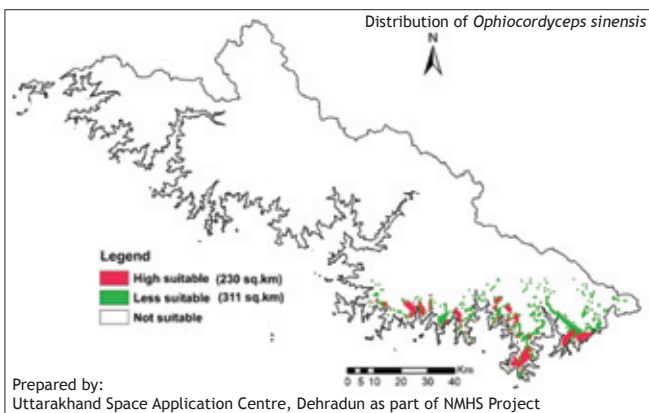 Distribution of Ophiocordyceps sinensis
N
Legend
High suitable (230 sq.km)
Less suitable (311 sq.km)
Not suitable
Km
0 5 10 20 30 40
Prepared by:
Uttarakhand Space Application Centre, Dehradun as part of NMHS Project